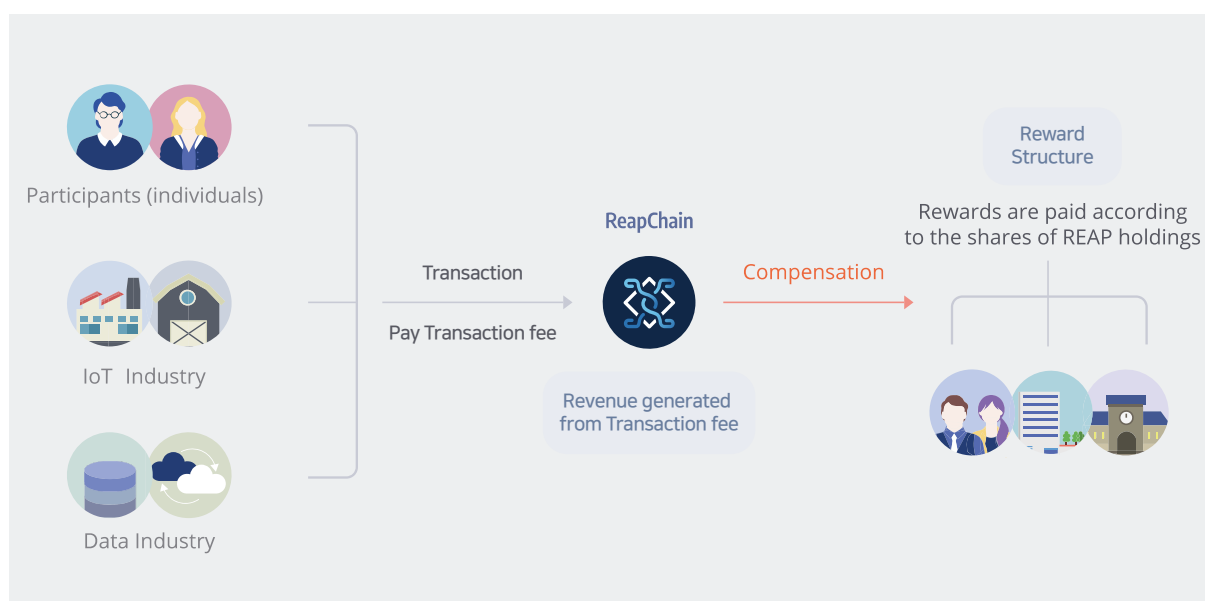 Participants (individuals)
IoT Industry
Data Industry
Transaction
Pay Transaction fee
ReapChain
Revenue generated
from Transaction fee
Compensation
Reward
Structure
Rewards are paid according
to the shares of REAP holdings